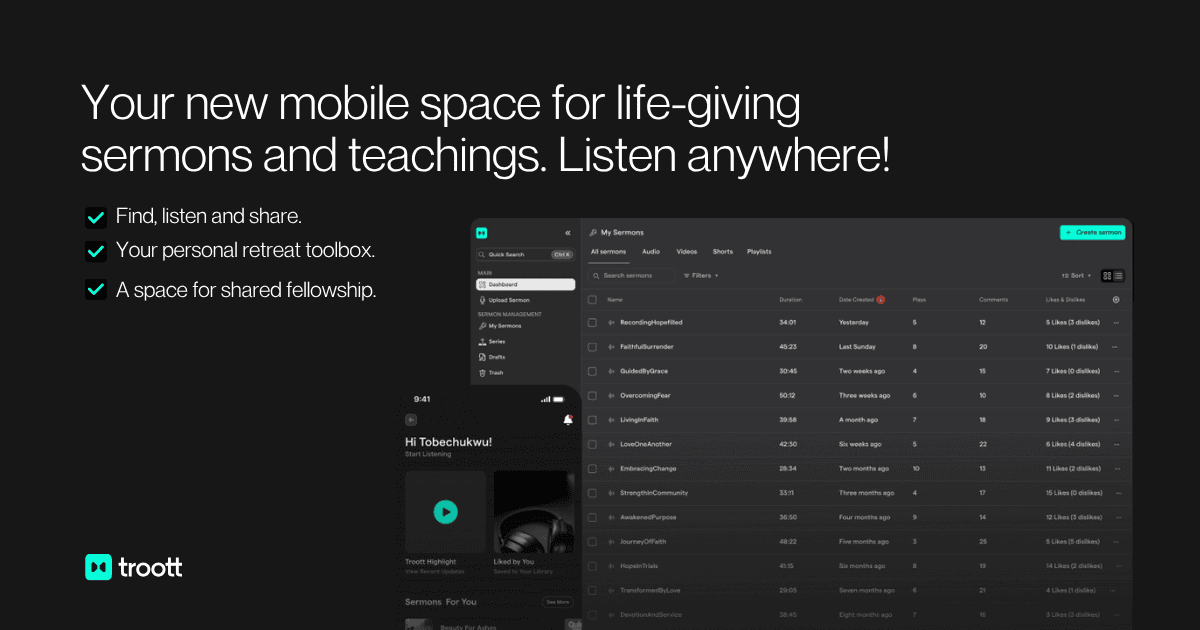 Your new mobile space for life-giving
sermons and teachings. Listen anywhere!
Find, listen and share.
Your personal retreat toolbox.
A space for shared fellowship.
Quick Search Ctrl K
MAIN
Dashboard
Upload Sermon
SERMON MANAGEMENT
My Sermons
Series
Drafts
Trash
My Sermons
+ Create sermon
All sermons Audio Videos Shorts Playlists
Search sermons Filters Sort
Name Duration Date Created Plays Comments Likes & Dislikes
RecordingHopefilled 34:01 Yesterday 5 12 5 Likes (3 dislikes) ...
FaithfulSurrender 45:23 Last Sunday 8 20 10 Likes (1 dislike) ...
GuidedByGrace 30:45 Two weeks ago 4 15 7 Likes (0 dislikes) ...
OvercomingFear 50:12 Three weeks ago 6 10 8 Likes (2 dislikes) ...
LivingInFaith 39:58 A month ago 7 18 9 Likes (3 dislikes) ...
LoveOneAnother 42:30 Six weeks ago 5 22 6 Likes (4 dislikes) ...
EmbracingChange 28:34 Two months ago 10 13 11 Likes (2 dislikes) ...
StrengthInCommunity 33:11 Three months ago 4 17 15 Likes (0 dislikes) ...
AwakenedPurpose 36:50 Four months ago 9 14 12 Likes (3 dislikes) ...
JourneyOfFaith 48:22 Five months ago 3 25 5 Likes (5 dislikes) ...
HopeInTrials 41:15 Six months ago 8 19 14 Likes (2 dislikes) ...
TransformedByLove 29:05 Seven months ago 6 21 4 Likes (1 dislike) ...
DevotionAndService 38:45 Eight months ago 7 16 3 Likes (3 dislikes) ...
9:41
Hi Tobechukwu!
Start Listening
Troott Highlight
View Recent Updates
Liked by You
Saved to Your Library
Sermons For You See More
Beauty For Ashes
troott